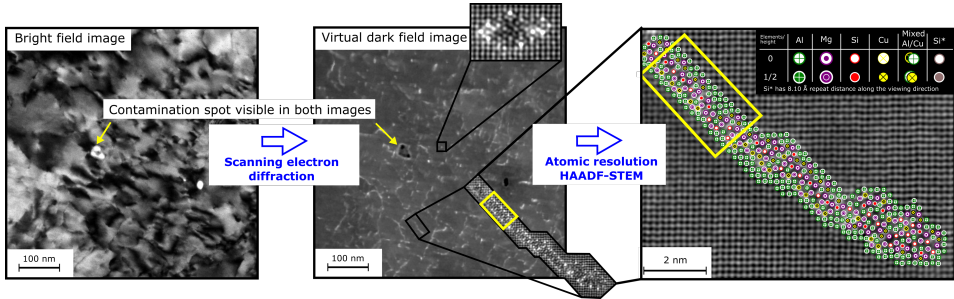 Bright field image
Contamination spot visible in both images
100 nm
Scanning electron
diffraction
Virtual dark field image
100 nm
Atomic resolution
HAADF-STEM
Elements/
height
Al
Mg
Si
Cu
Mixed
Al/Cu
Si*
0
1/2
Si* has 8.10 Å repeat distance along the viewing direction
2 nm